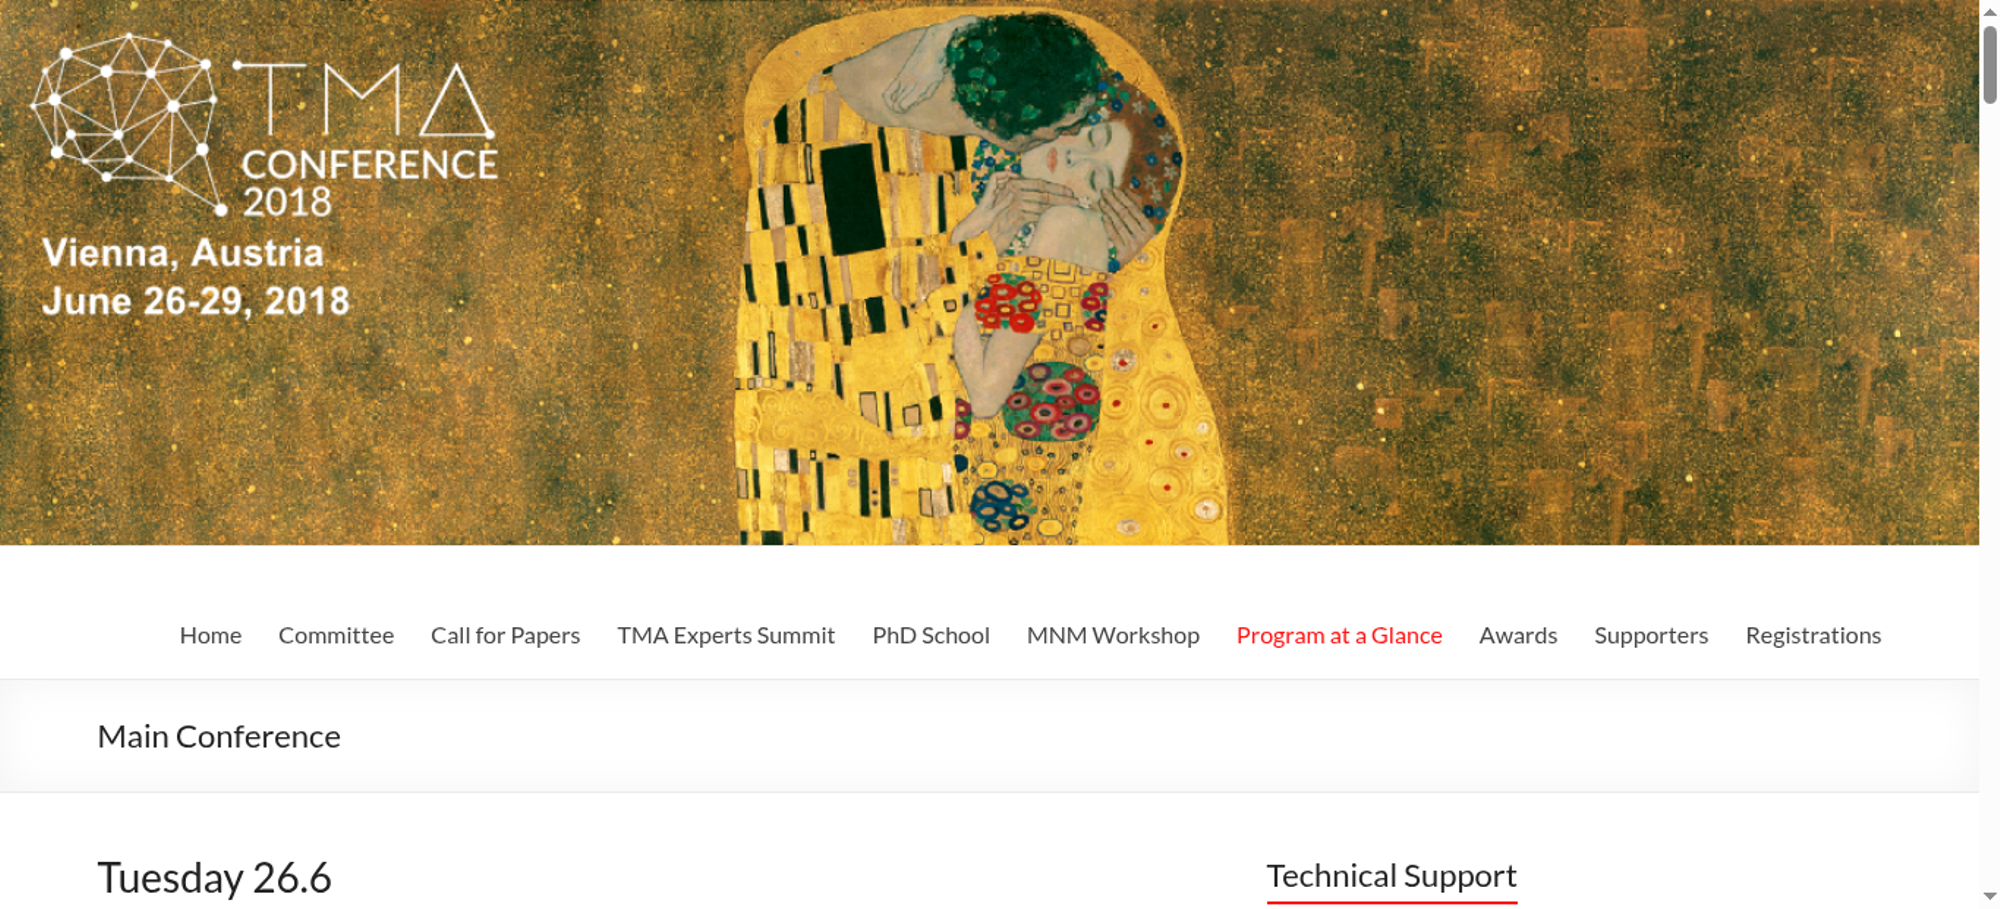 TMA
CONFERENCE
2018
Vienna, Austria
June 26-29, 2018
Home Committee Call for Papers TMA Experts Summit PhD School MNM Workshop Program at a Glance Awards Supporters Registrations
Main Conference
Tuesday 26.6
Technical Support